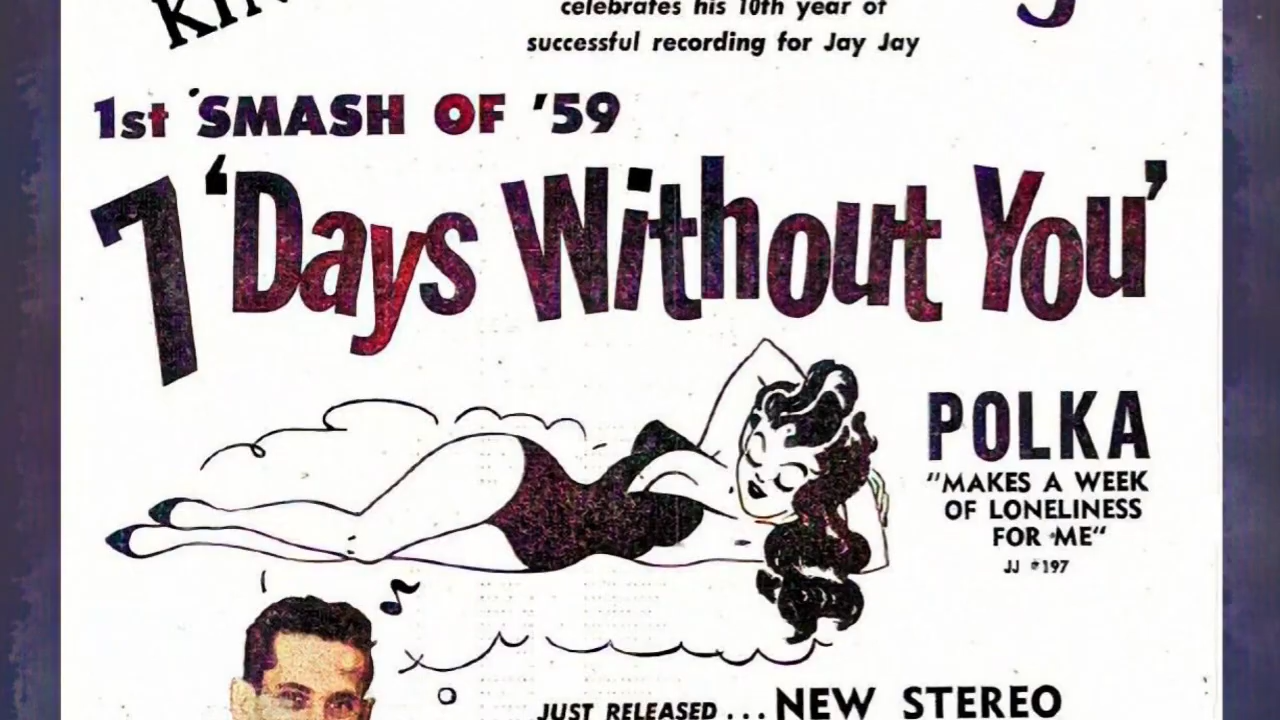 celebrates his 10th year of
successful recording for Jay Jay
1st SMASH OF '59
7 'Days Without You'
POLKA
"MAKES A WEEK
OF LONELINESS
FOR ME"
JJ #197
JUST RELEASED... NEW STEREO